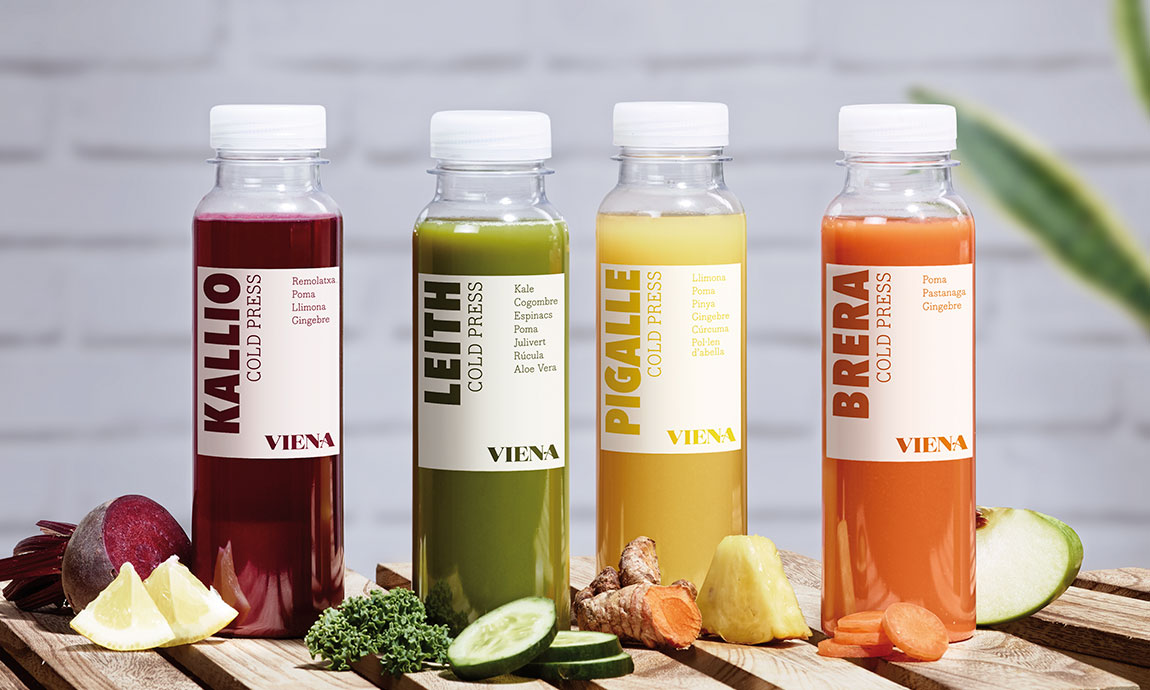 KALLIO
COLD PRESS
Remolatxa
Poma
Llimona
Gingebre
VIENA
LEITH
COLD PRESS
Kale
Cogombre
Espinacs
Poma
Julivert
Rúcula
Aloe Vera
VIENA
PIGALLE
COLD PRESS
Llimona
Poma
Pinya
Gingebre
Cúrcuma
Pol·len
d'abella
VIENA
BRERA
COLD PRESS
Poma
Pastanaga
Gingebre
VIENA